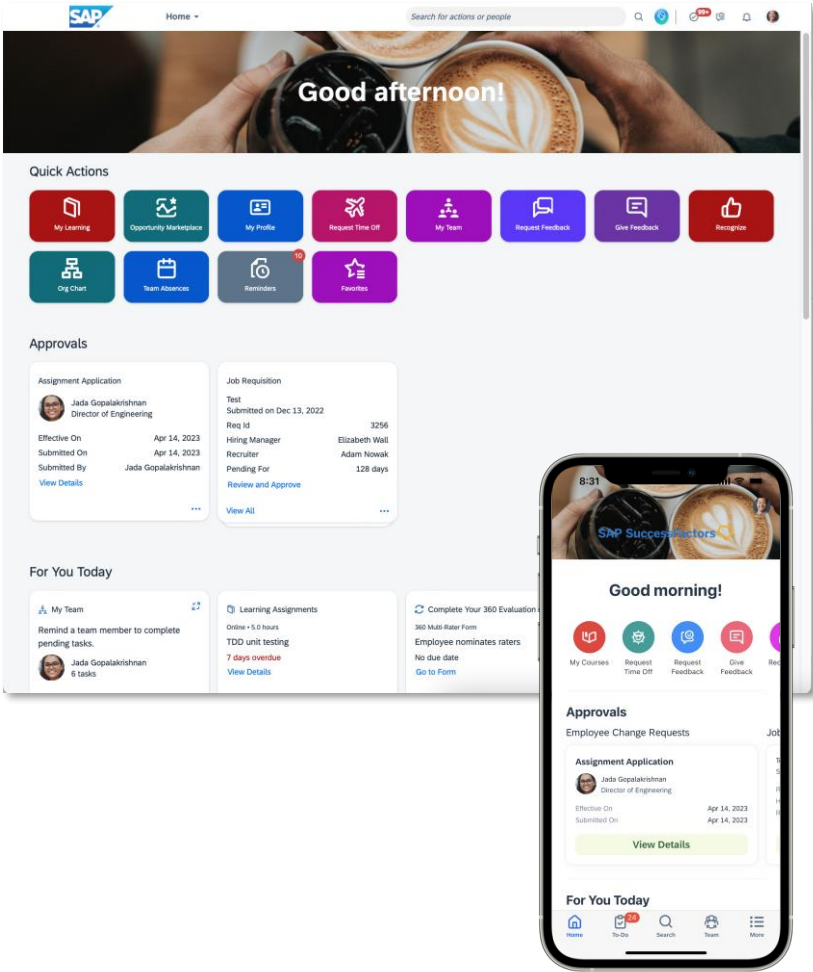 SAP
Home
Search for actions or people
99+
Good afternoon!
Quick Actions
My Learning
Opportunity Marketplace
My Profile
Request Time Off
My Team
Request Feedback
Give Feedback
Recognize
Org Chart
Team Absences
10
Reminders
Favorites
Approvals
Assignment Application
Jada Gopalakrishnan
Director of Engineering
Effective On Apr 14, 2023
Submitted On Apr 14, 2023
Submitted By Jada Gopalakrishnan
View Details
Job Requisition
Test
Submitted on Dec 13, 2022
Req Id 3256
Hiring Manager Elizabeth Wall
Recruiter Adam Nowak
Pending For 128 days
Review and Approve
View All
For You Today
My Team
Remind a team member to complete
pending tasks.
Jada Gopalakrishnan
6 tasks
Learning Assignments
Online • 5.0 hours
TDD unit testing
7 days overdue
View Details
Complete Your 360 Evaluation
360 Multi-Rater Form
Employee nominates raters
No due date
Go to Form
8:31
SAP SuccessFactors
Good morning!
My Courses
Request
Time Off
Request
Feedback
Give
Feedback
Approvals
Employee Change Requests
Assignment Application
Jada Gopalakrishnan
Director of Engineering
Effective On Apr 14, 2023
Submitted On Apr 14, 2023
View Details
For You Today
Home
24
To-Do
Search
Team
More